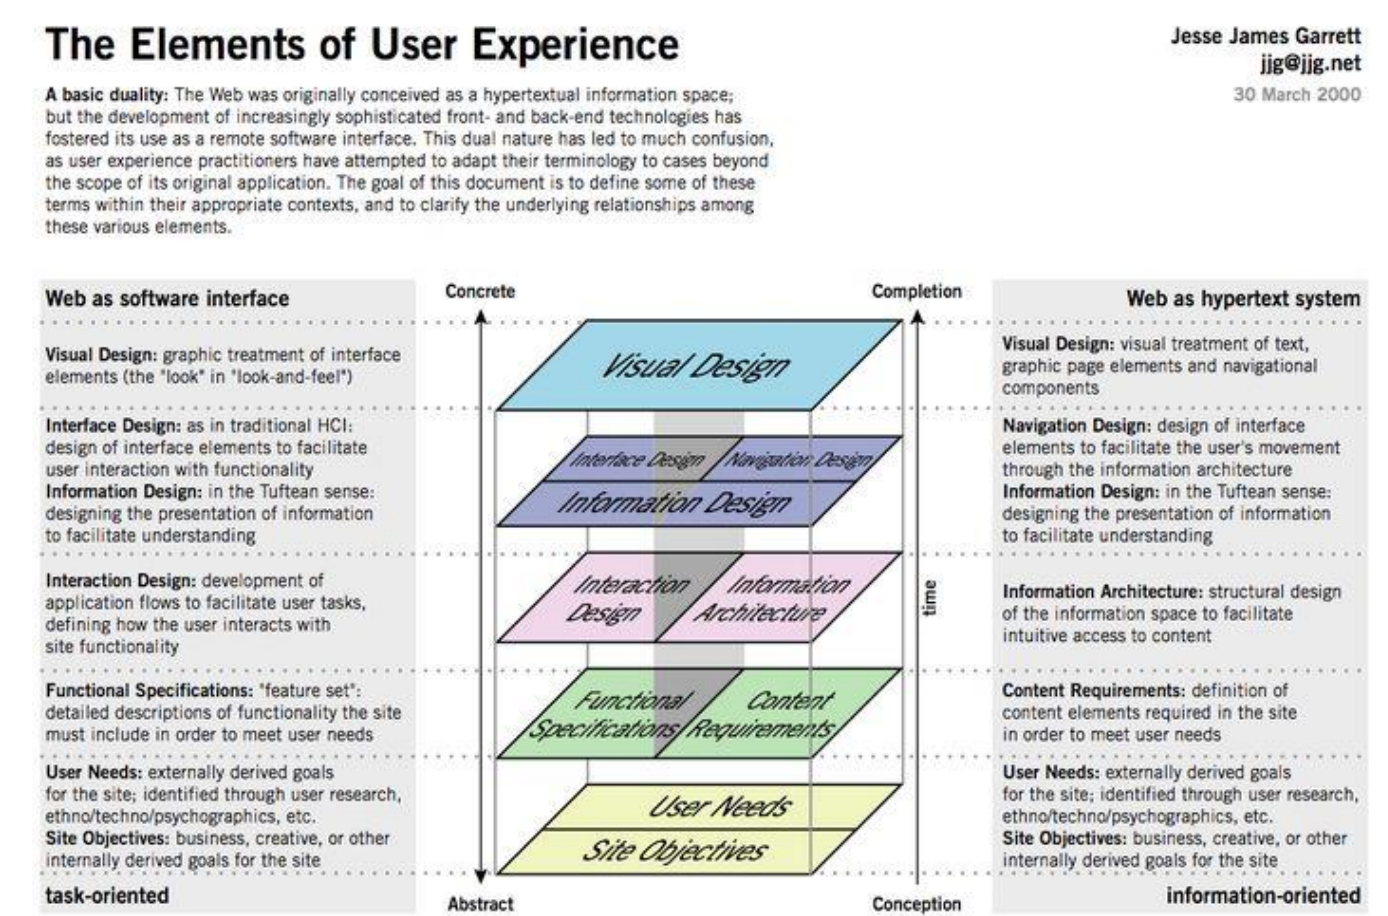 The Elements of User Experience
Jesse James Garrett
jjg@jjg.net
30 March 2000
A basic duality: The Web was originally conceived as a hypertextual information space;
but the development of increasingly sophisticated front- and back-end technologies has
fostered its use as a remote software interface. This dual nature has led to much confusion,
as user experience practitioners have attempted to adapt their terminology to cases beyond
the scope of its original application. The goal of this document is to define some of these
terms within their appropriate contexts, and to clarify the underlying relationships among
these various elements.
Web as software interface
Visual Design: graphic treatment of interface
elements (the "look" in "look-and-feel")
Interface Design: as in traditional HCI:
design of interface elements to facilitate
user interaction with functionality
Information Design: in the Tuftean sense:
designing the presentation of information
to facilitate understanding
Interaction Design: development of
application flows to facilitate user tasks,
defining how the user interacts with
site functionality
Functional Specifications: "feature set":
detailed descriptions of functionality the site
must include in order to meet user needs
User Needs: externally derived goals
for the site; identified through user research,
ethno/techno/psychographics, etc.
Site Objectives: business, creative, or other
internally derived goals for the site
task-oriented
Concrete
Completion
Visual Design
Interface Design
Navigation Design
Information Design
Interaction
Design
Information
Architecture
Functional
Specifications
Content
Requirements
User Needs
Site Objectives
time
Abstract
Conception
Web as hypertext system
Visual Design: visual treatment of text,
graphic page elements and navigational
components
Navigation Design: design of interface
elements to facilitate the user's movement
through the information architecture
Information Design: in the Tuftean sense:
designing the presentation of information
to facilitate understanding
Information Architecture: structural design
of the information space to facilitate
intuitive access to content
Content Requirements: definition of
content elements required in the site
in order to meet user needs
User Needs: externally derived goals
for the site; identified through user research,
ethno/techno/psychographics, etc.
Site Objectives: business, creative, or other
internally derived goals for the site
information-oriented